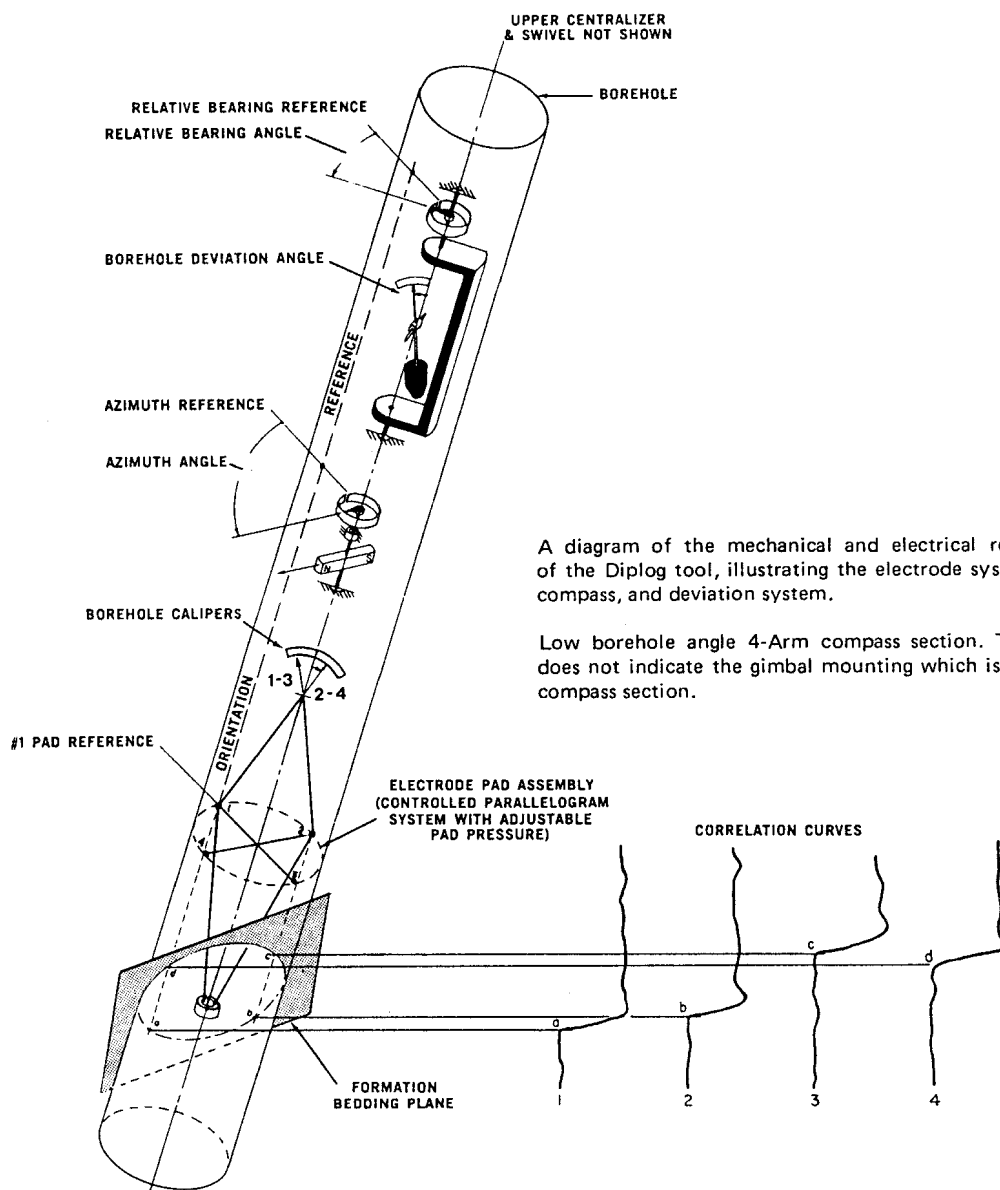 UPPER CENTRALIZER
& SWIVEL NOT SHOWN
BOREHOLE
RELATIVE BEARING REFERENCE
RELATIVE BEARING ANGLE
BOREHOLE DEVIATION ANGLE
REFERENCE
AZIMUTH REFERENCE
AZIMUTH ANGLE
N S
A diagram of the mechanical and electrical
of the Diplog tool, illustrating the electrode
compass, and deviation system.
Low borehole angle 4-Arm compass section.
does not indicate the gimbal mounting which is
compass section.
BOREHOLE CALIPERS
1-3
2-4
ORIENTATION
#1 PAD REFERENCE
ELECTRODE PAD ASSEMBLY
(CONTROLLED PARALLELOGRAM
SYSTEM WITH ADJUSTABLE
PAD PRESSURE)
CORRELATION CURVES
2
4
3
c
d
b
a
c
d
a
b
FORMATION
BEDDING PLANE
1
2
3
4